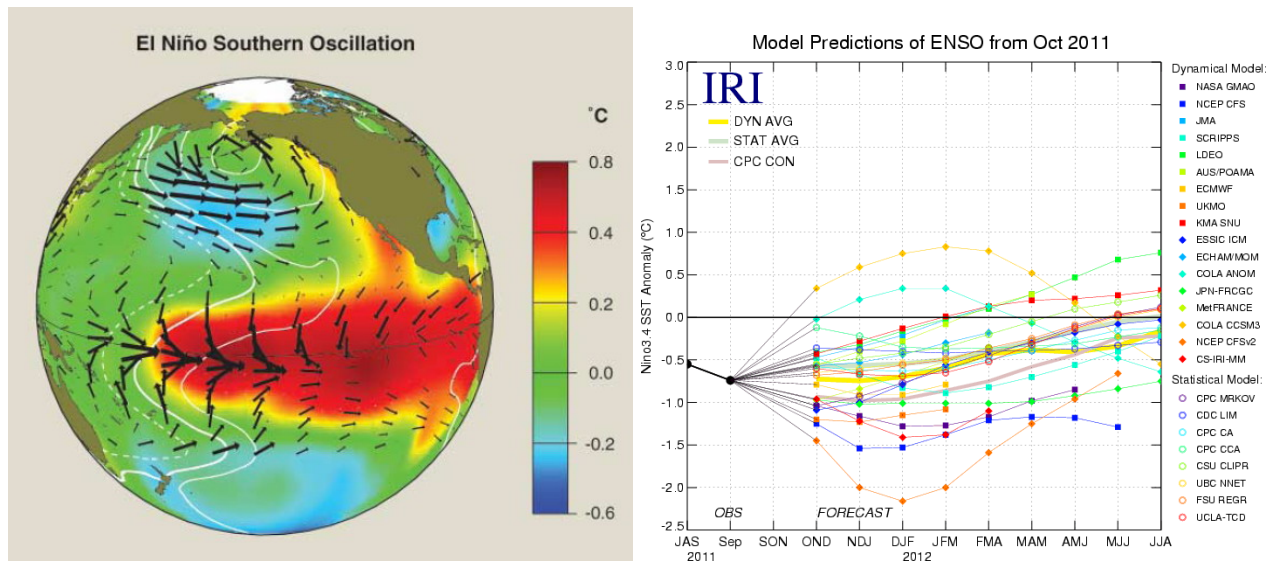 El Niño Southern Oscillation
°C
0.8
0.4
0.2
0.0
-0.2
-0.6
Model Predictions of ENSO from Oct 2011
3.0
2.5
2.0
1.5
1.0
0.5
0.0
-0.5
-1.0
-1.5
-2.0
-2.5
Nino3.4 SST Anomaly (°C)
IRI
DYN AVG
STAT AVG
CPC CON
OBS
FORECAST
JAS
Sep
SON
OND
NDJ
DJF
JFM
FMA
MAM
AMJ
MJJ
JJA
2011
2012
Dynamical Model:
NASA GMAO
NCEP CFS
JMA
SCRIPPS
LDEO
AUS/POAMA
ECMWF
UKMO
KMA SNU
ESSIC ICM
ECHAM/MOM
COLA ANOM
JPN-FRCGC
MetFRANCE
COLA CCSM3
NCEP CFSv2
CS-IRI-MM
Statistical Model:
CPC MRKOV
CDC LIM
CPC CA
CPC CCA
CSU CLIPR
UBC NNET
FSU REGR
UCLA-TCD